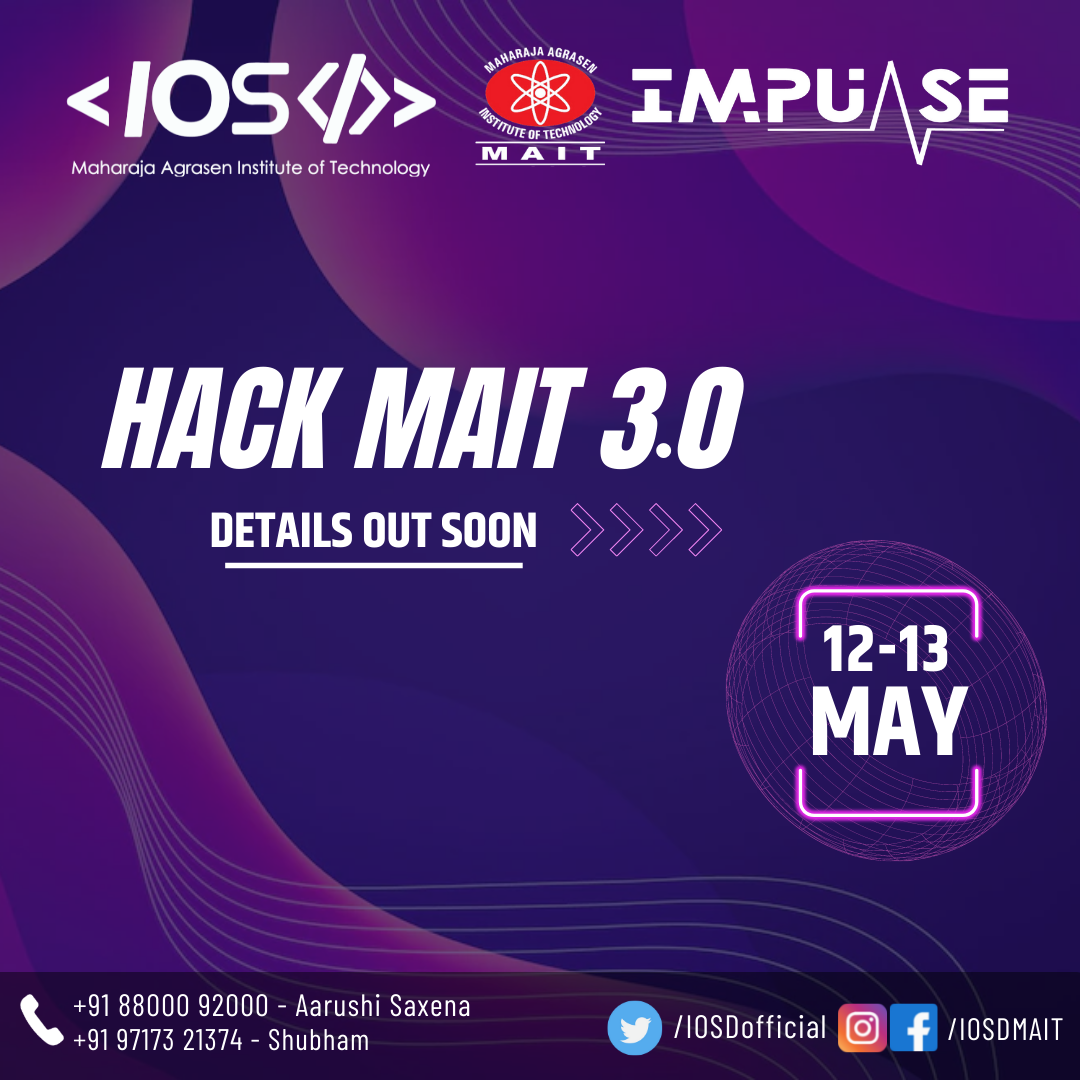 <IOS</>>
Maharaja Agrasen Institute of Technology
MAHARAJA AGRASEN
INSTITUTE OF TECHNOLOGY
MAIT
IMPULSE
HACK MAIT 3.0
DETAILS OUT SOON
12-13
MAY
+91 88000 92000 - Aarushi Saxena
+91 97173 21374 - Shubham
/IOSDofficial
/IOSDMAIT